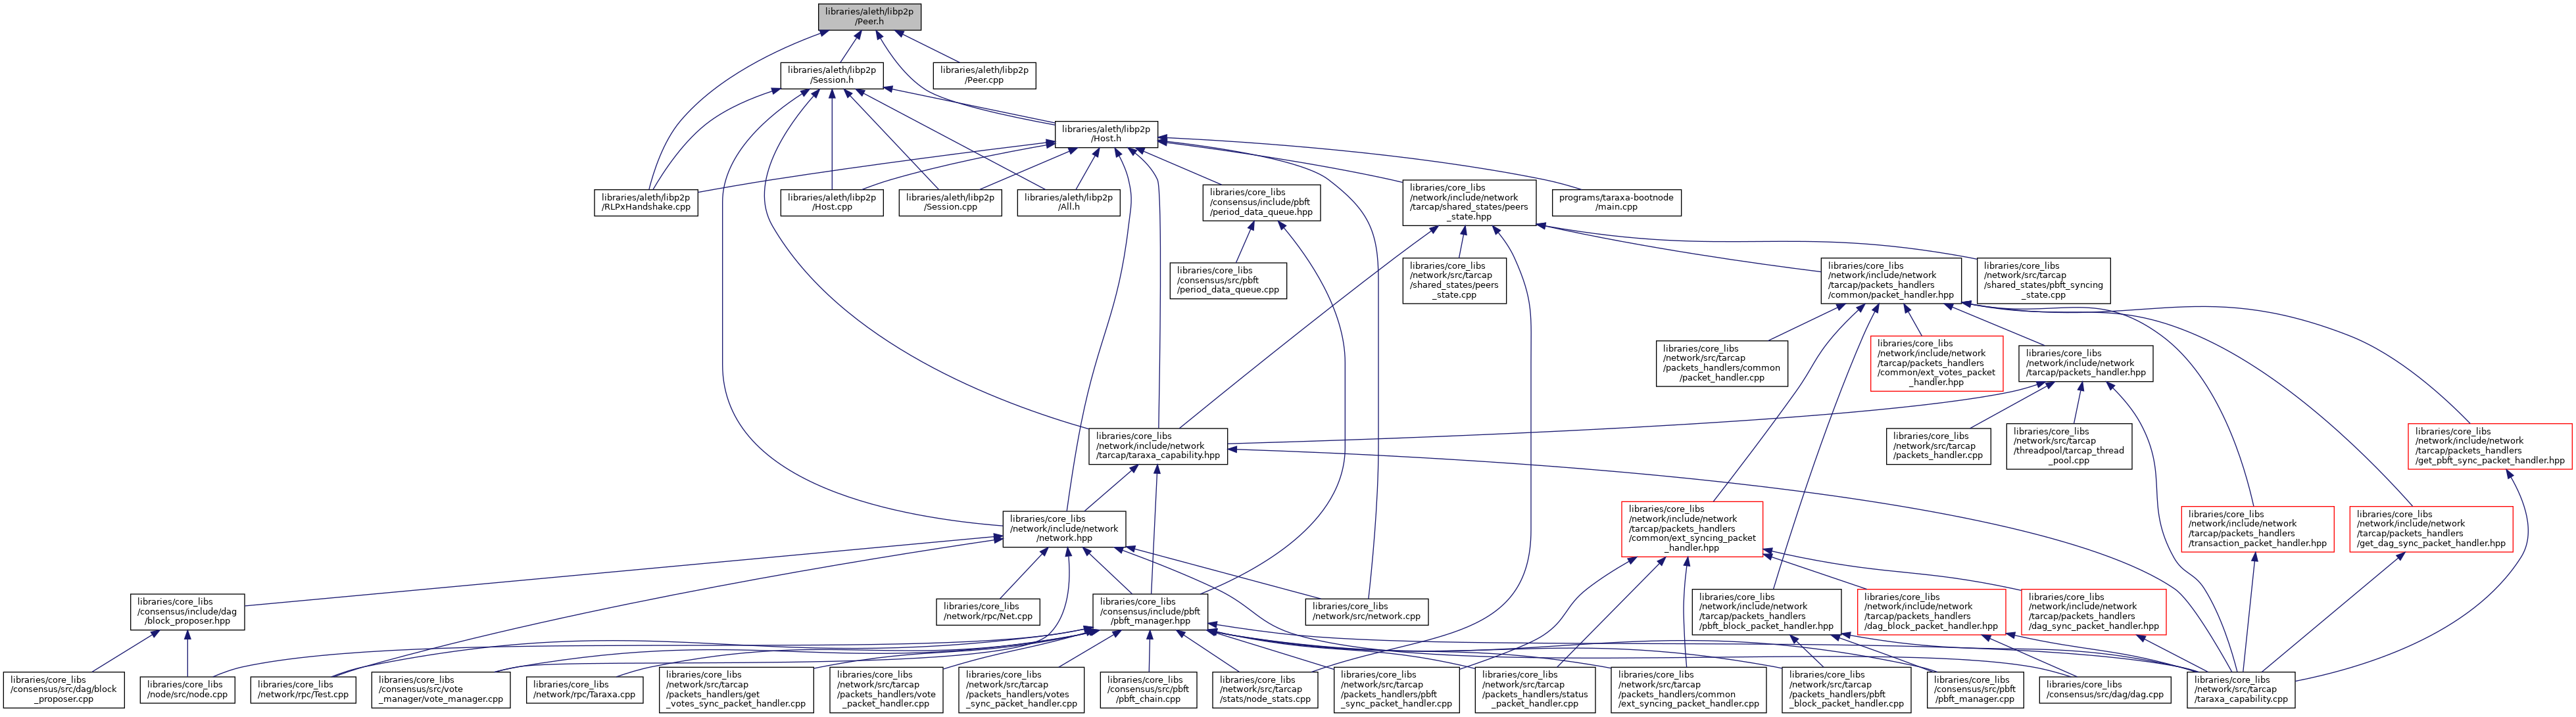 libraries/aleth/libp2p
/Peer.h
libraries/aleth/libp2p
/Session.h
libraries/aleth/libp2p
/Peer.cpp
libraries/aleth/libp2p
/Host.h
libraries/aleth/libp2p
/RLPxHandshake.cpp
libraries/aleth/libp2p
/Host.cpp
libraries/aleth/libp2p
/Session.cpp
libraries/aleth/libp2p
/All.h
libraries/core_libs
/consensus/include/pbft
/period_data_queue.hpp
libraries/core_libs
/network/include/network
/tarcap/shared_states/peers
_state.hpp
programs/taraxa-bootnode
/main.cpp
libraries/core_libs
/consensus/src/pbft
/period_data_queue.cpp
libraries/core_libs
/network/src/tarcap
/shared_states/peers
_state.cpp
libraries/core_libs
/network/include/network
/tarcap/packets_handlers
/common/packet_handler.hpp
libraries/core_libs
/network/src/tarcap
/shared_states/pbft_syncing
_state.cpp
libraries/core_libs
/network/src/tarcap
/packets_handlers/common
/packet_handler.cpp
libraries/core_libs
/network/include/network
/tarcap/packets_handlers
/common/ext_votes_packet
_handler.hpp
libraries/core_libs
/network/include/network
/tarcap/packets_handler.hpp
libraries/core_libs
/network/include/network
/tarcap/taraxa_capability.hpp
libraries/core_libs
/network/src/tarcap
/packets_handler.cpp
libraries/core_libs
/network/src/tarcap
/threadpool/tarcap_thread
_pool.cpp
libraries/core_libs
/network/include/network
/tarcap/packets_handlers
/get_pbft_sync_packet_handler.hpp
libraries/core_libs
/network/include/network
/network.hpp
libraries/core_libs
/network/include/network
/tarcap/packets_handlers
/common/ext_syncing_packet
_handler.hpp
libraries/core_libs
/network/include/network
/tarcap/packets_handlers
/transaction_packet_handler.hpp
libraries/core_libs
/network/include/network
/tarcap/packets_handlers
/get_dag_sync_packet_handler.hpp
libraries/core_libs
/consensus/include/dag
/block_proposer.hpp
libraries/core_libs
/network/rpc/Net.cpp
libraries/core_libs
/consensus/include/pbft
/pbft_manager.hpp
libraries/core_libs
/network/src/network.cpp
libraries/core_libs
/network/include/network
/tarcap/packets_handlers
/pbft_block_packet_handler.hpp
libraries/core_libs
/network/include/network
/tarcap/packets_handlers
/dag_block_packet_handler.hpp
libraries/core_libs
/network/include/network
/tarcap/packets_handlers
/dag_sync_packet_handler.hpp
libraries/core_libs
/consensus/src/dag/block
_proposer.cpp
libraries/core_libs
/node/src/node.cpp
libraries/core_libs
/network/rpc/Test.cpp
libraries/core_libs
/consensus/src/vote
_manager/vote_manager.cpp
libraries/core_libs
/network/rpc/Taraxa.cpp
libraries/core_libs
/network/src/tarcap
/packets_handlers/get
_votes_sync_packet_handler.cpp
libraries/core_libs
/network/src/tarcap
/packets_handlers/vote
_packet_handler.cpp
libraries/core_libs
/network/src/tarcap
/packets_handlers/votes
_sync_packet_handler.cpp
libraries/core_libs
/consensus/src/pbft
/pbft_chain.cpp
libraries/core_libs
/network/src/tarcap
/stats/node_stats.cpp
libraries/core_libs
/network/src/tarcap
/packets_handlers/pbft
_sync_packet_handler.cpp
libraries/core_libs
/network/src/tarcap
/packets_handlers/status
_packet_handler.cpp
libraries/core_libs
/network/src/tarcap
/packets_handlers/common
/ext_syncing_packet_handler.cpp
libraries/core_libs
/network/src/tarcap
/packets_handlers/pbft
_block_packet_handler.cpp
libraries/core_libs
/consensus/src/pbft
/pbft_manager.cpp
libraries/core_libs
/consensus/src/dag/dag.cpp
libraries/core_libs
/network/src/tarcap
/taraxa_capability.cpp